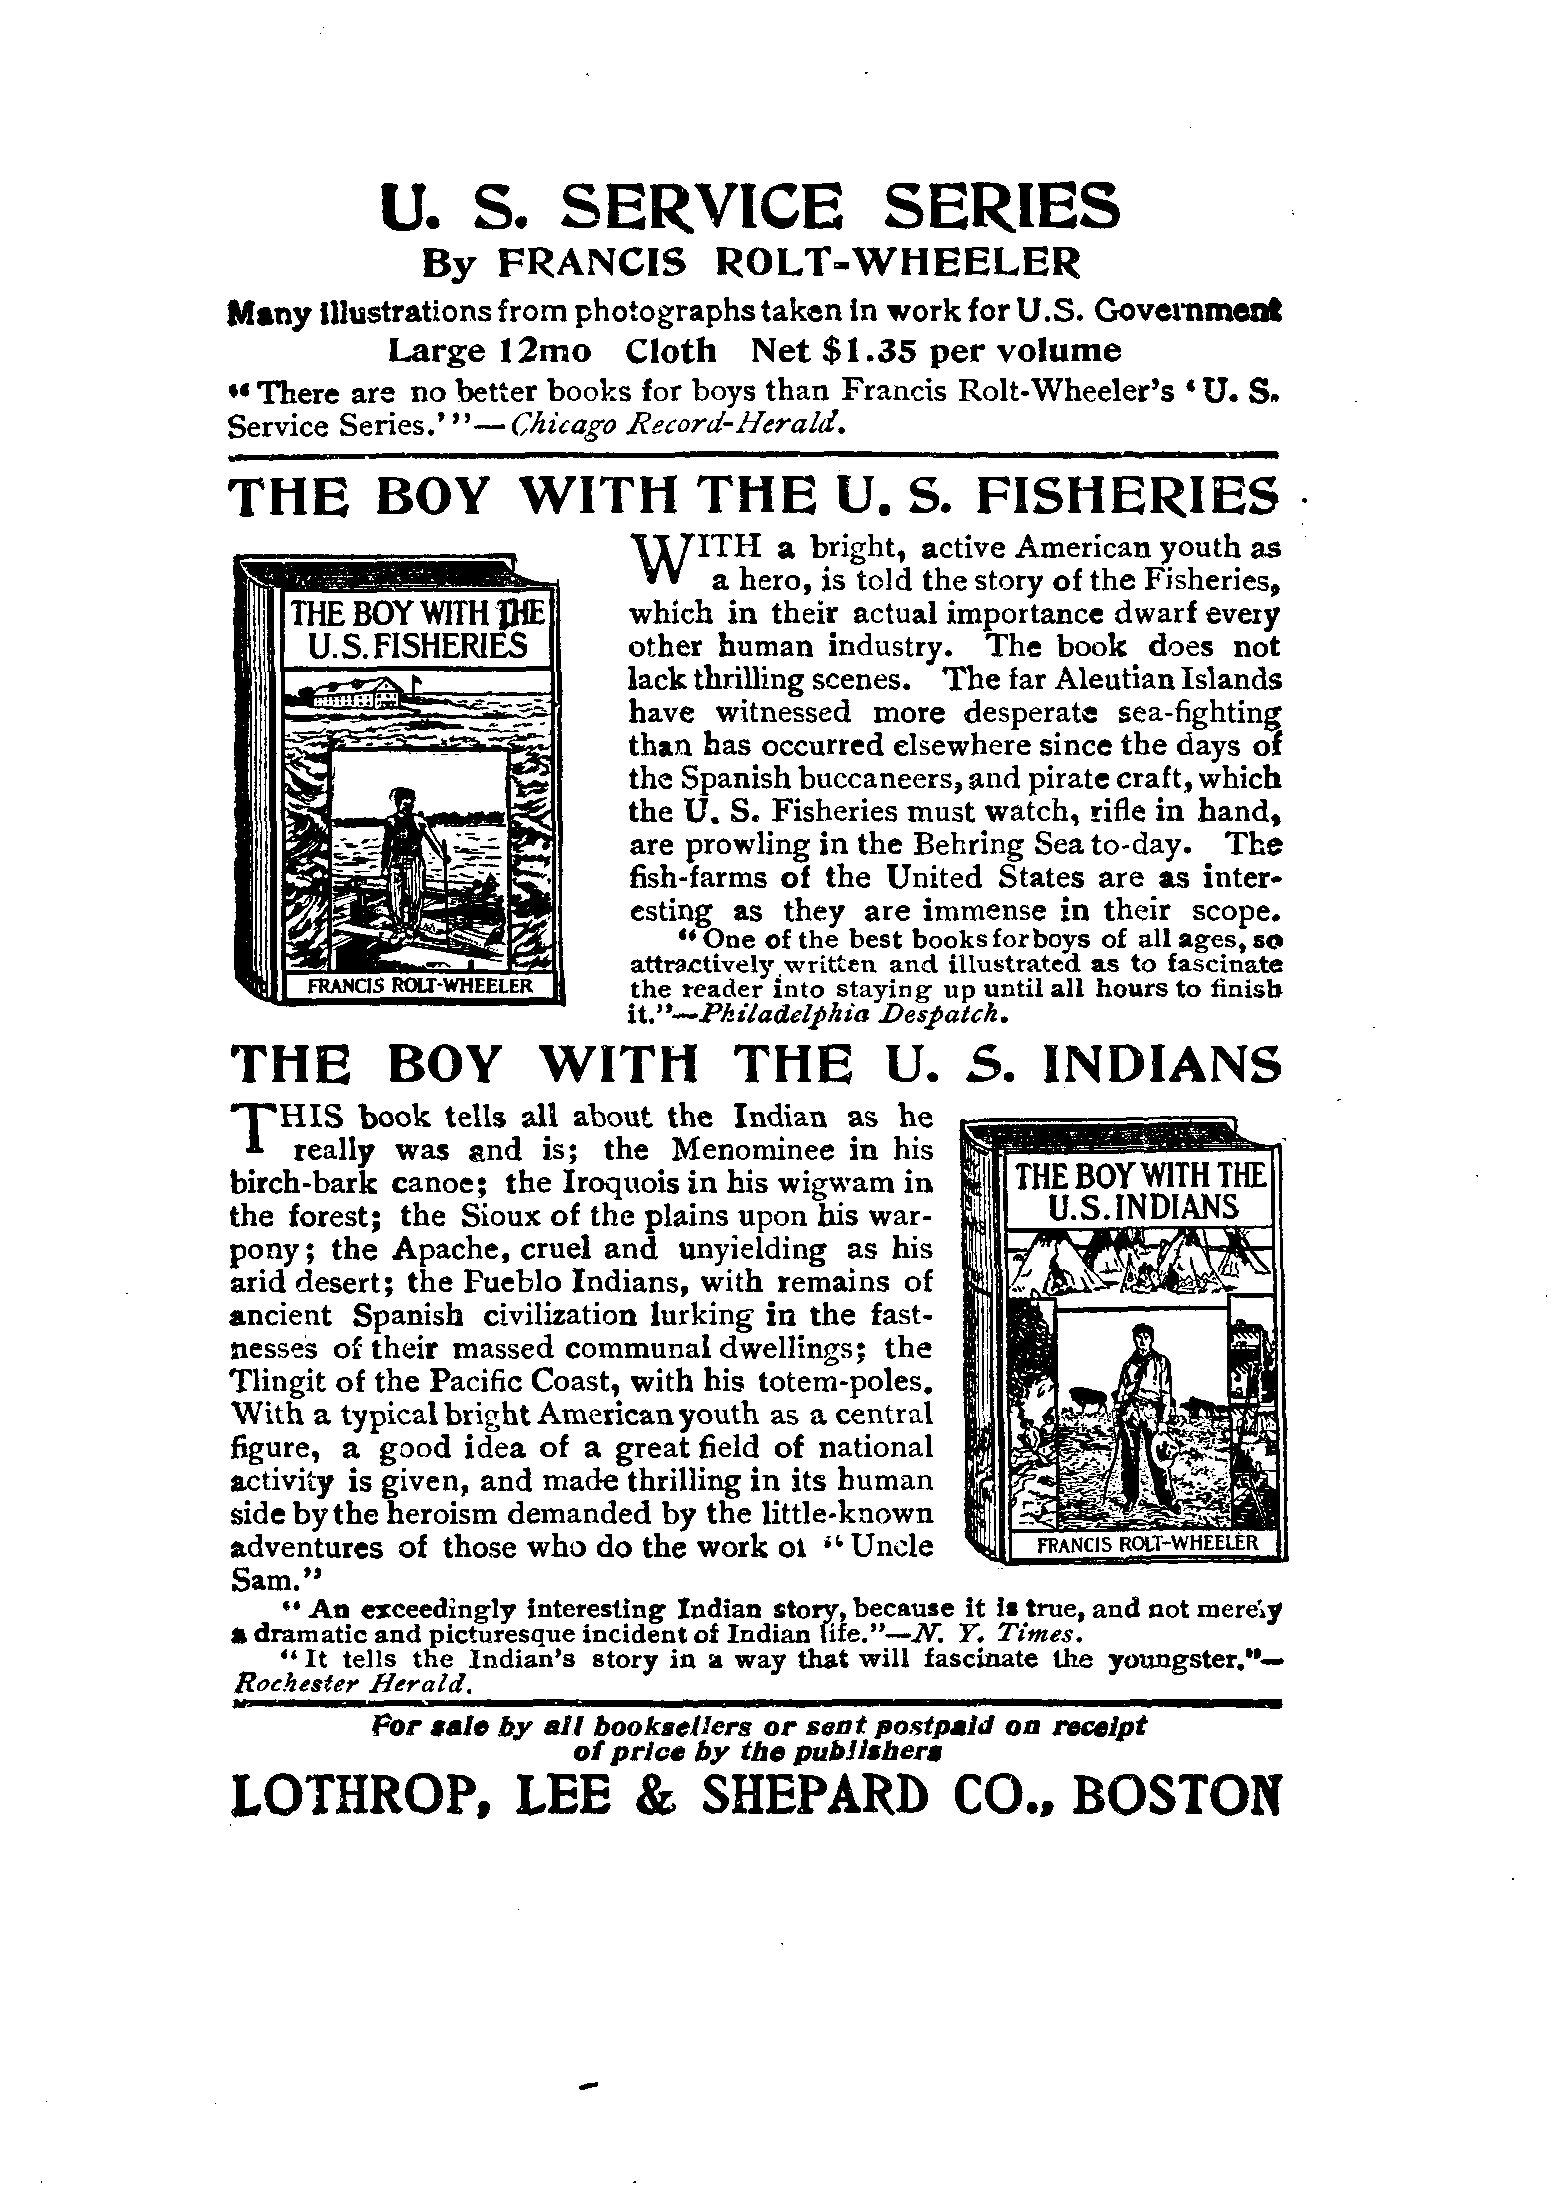 U. S. SERVICE SERIES
By FRANCIS ROLT-WHEELER
Many illustrations from photographs taken in work for U.S. Government
Large 12mo Cloth Net $1.35 per volume
“There are no better books for boys than Francis Rolt-Wheeler’s ‘U. S.
Service Series.’”—Chicago Record-Herald.
THE BOY WITH THE U. S. FISHERIES
THE BOY WITH THE
U.S. FISHERIES
FRANCIS ROLT-WHEELER
WITH a bright, active American youth as
a hero, is told the story of the Fisheries,
which in their actual importance dwarf every
other human industry. The book does not
lack thrilling scenes. The far Aleutian Islands
have witnessed more desperate sea-fighting
than has occurred elsewhere since the days of
the Spanish buccaneers, and pirate craft, which
the U. S. Fisheries must watch, rifle in hand,
are prowling in the Behring Sea to-day. The
fish-farms of the United States are as inter-
esting as they are immense in their scope.
“One of the best books for boys of all ages, so
attractively written and illustrated as to fascinate
the reader into staying up until all hours to finish
it.”—Philadelphia Despatch.
THE BOY WITH THE U. S. INDIANS
THIS book tells all about the Indian as he
really was and is; the Menominee in his
birch-bark canoe; the Iroquois in his wigwam in
the forest; the Sioux of the plains upon his war-
pony; the Apache, cruel and unyielding as his
arid desert; the Pueblo Indians, with remains of
ancient Spanish civilization lurking in the fast-
nesses of their massed communal dwellings; the
Tlingit of the Pacific Coast, with his totem-poles.
With a typical bright American youth as a central
figure, a good idea of a great field of national
activity is given, and made thrilling in its human
side by the heroism demanded by the little-known
adventures of those who do the work of “Uncle
Sam.”
THE BOY WITH THE
U.S. INDIANS
FRANCIS ROLT-WHEELER
“An exceedingly interesting Indian story, because it is true, and not merely
a dramatic and picturesque incident of Indian life.”—N. Y. Times.
“It tells the Indian’s story in a way that will fascinate the youngster.”—
Rochester Herald.
For sale by all booksellers or sent postpaid on receipt
of price by the publishers
LOTHROP, LEE & SHEPARD CO., BOSTON